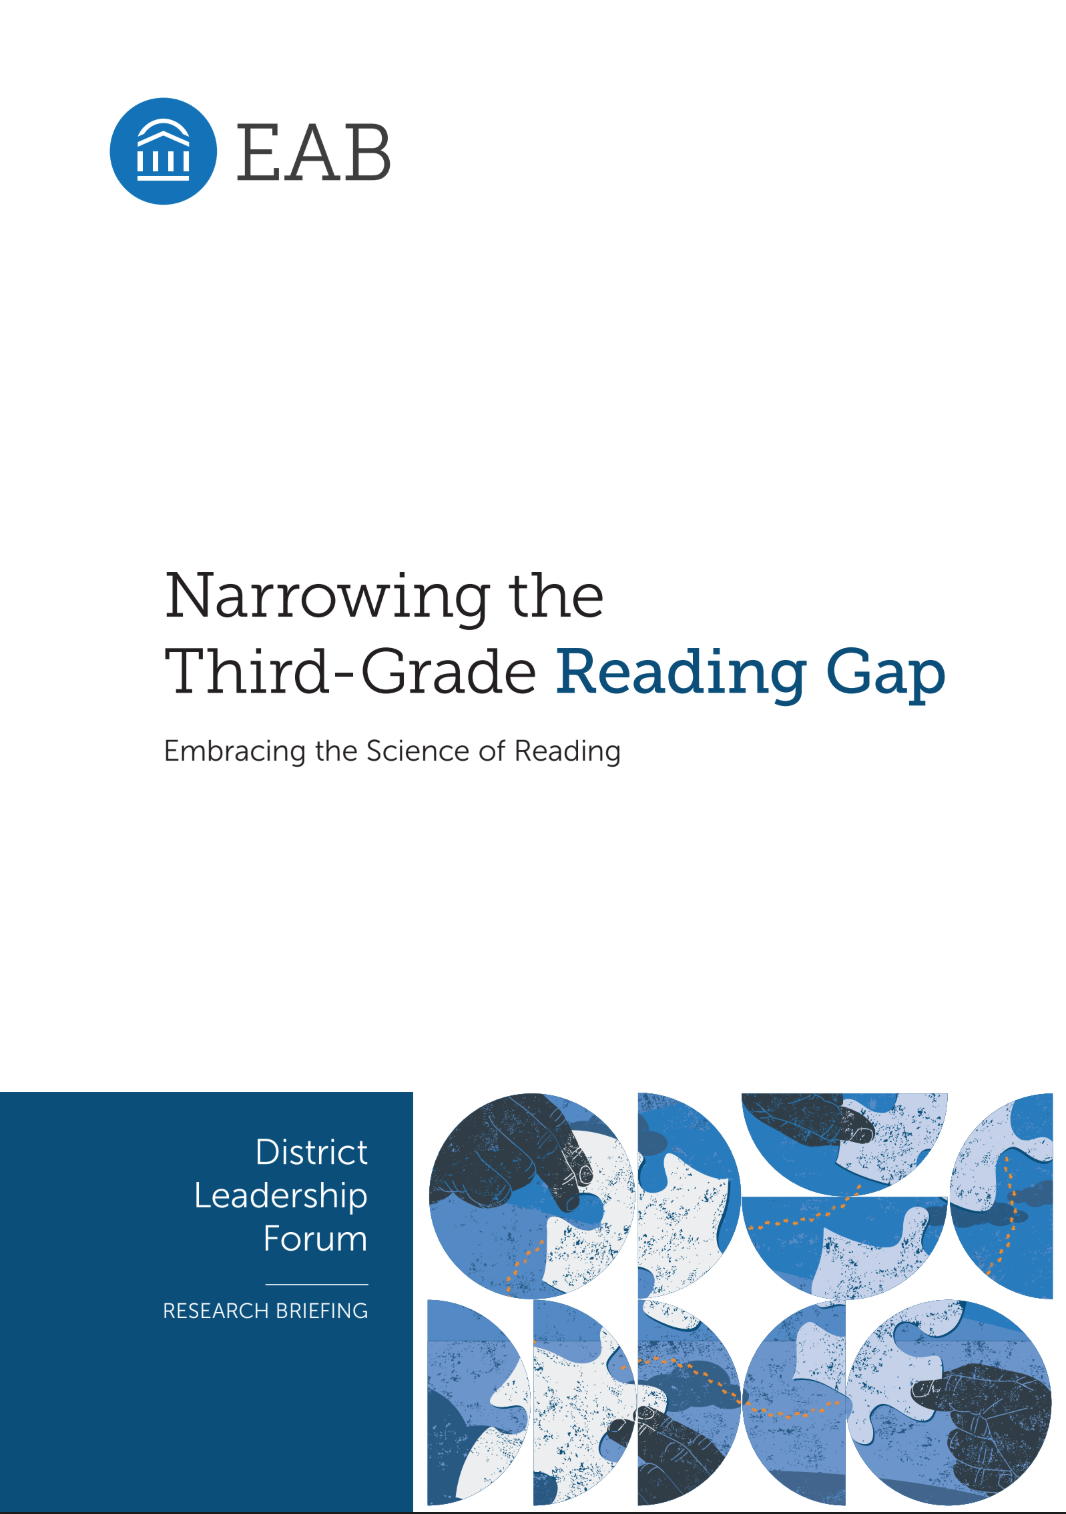 EAB
Narrowing the
Third-Grade Reading Gap
Embracing the Science of Reading
District
Leadership
Forum
RESEARCH BRIEFING